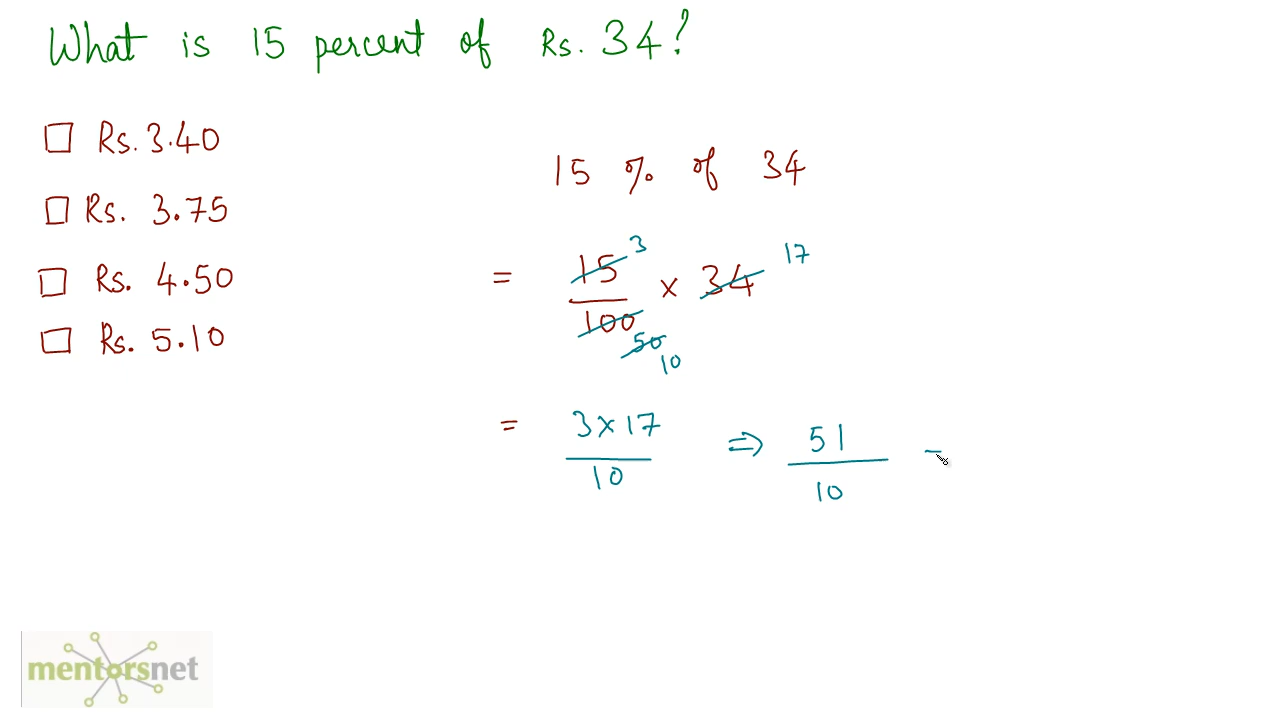 What is 15 percent of Rs. 34?
Rs. 3.40
Rs. 3.75
Rs. 4.50
Rs. 5.10
15 % of 34
= 15 3 / 100 50 10 × 34 17
= 3 × 17 / 10 ⇒ 51 / 10
mentorsnet